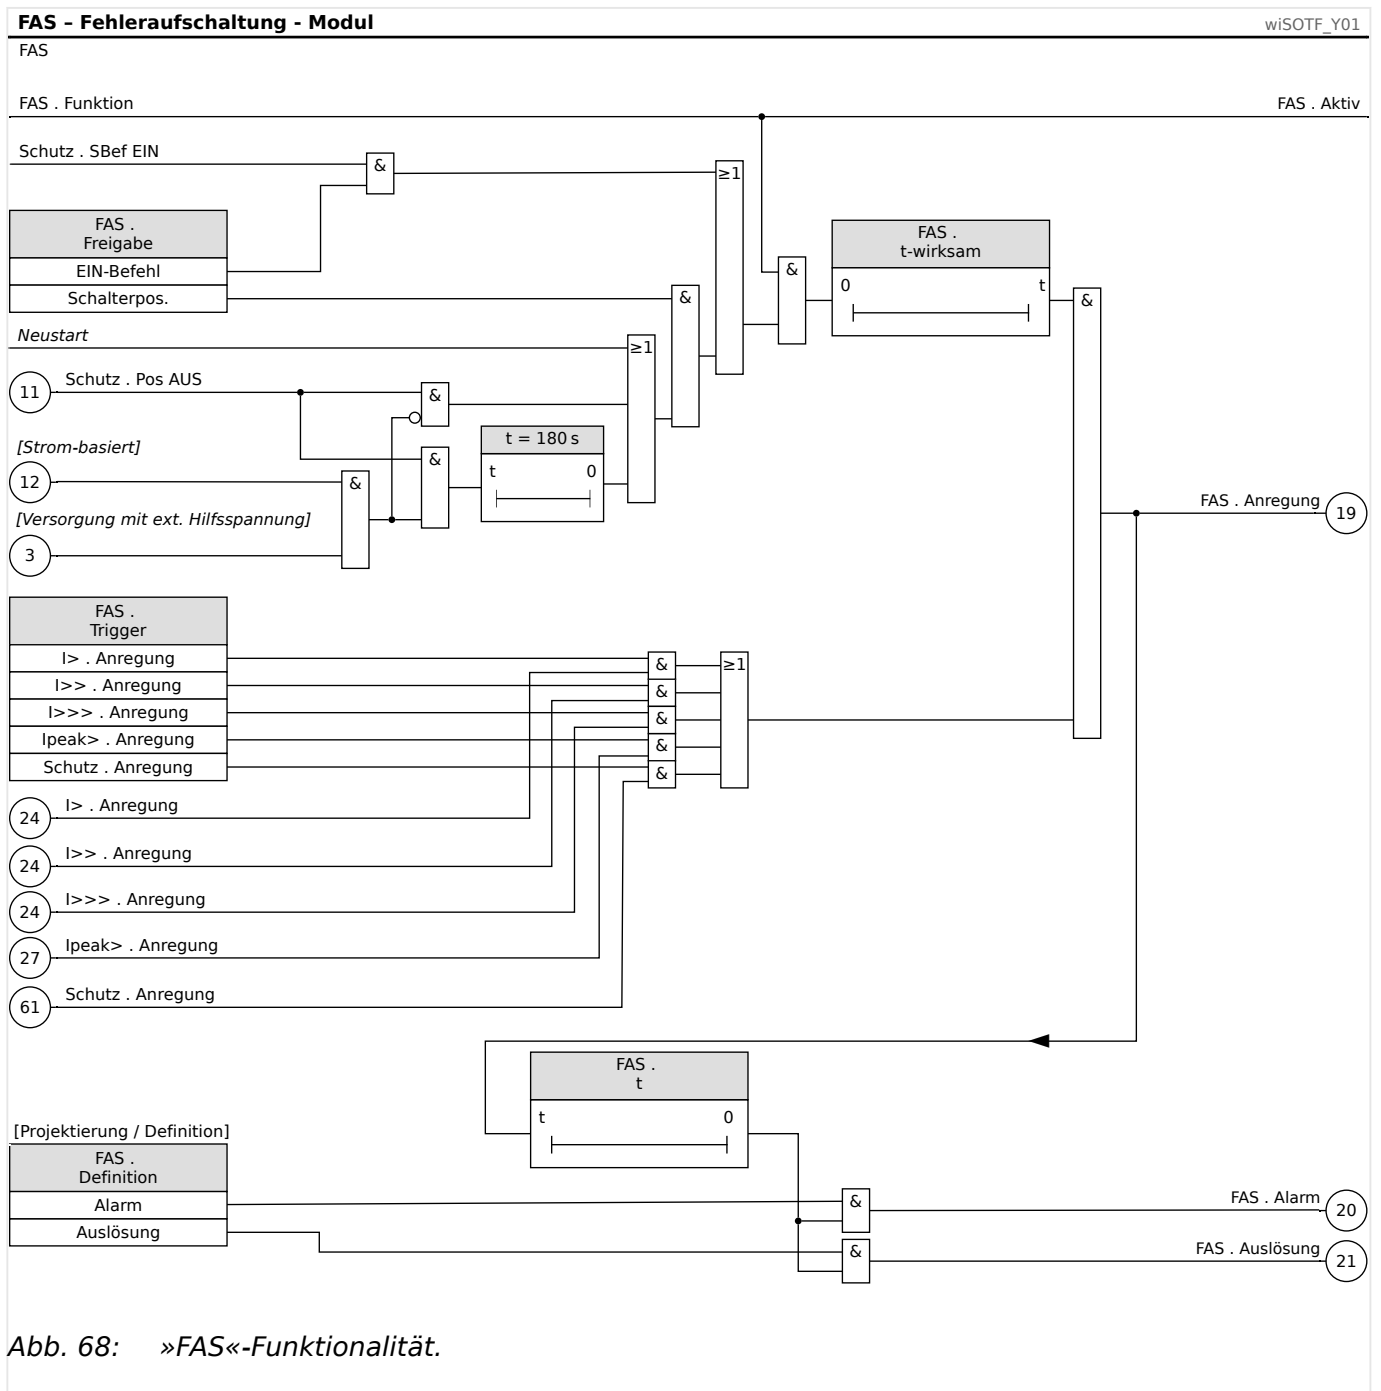 FAS – Fehleraufschaltung - Modul
wiSOTF_Y01
FAS
FAS . Funktion
FAS . Aktiv
Schutz . SBef EIN
&
≥1
FAS .
Freigabe
EIN-Befehl
Schalterpos.
&
&
FAS .
t-wirksam
0 t
&
Neustart
≥1
11 Schutz . Pos AUS
&
[Strom-basiert]
12
&
&
t = 180 s
t 0
[Versorgung mit ext. Hilfsspannung]
3
FAS . Anregung 19
FAS .
Trigger
I> . Anregung
I>> . Anregung
I>>> . Anregung
Ipeak> . Anregung
Schutz . Anregung
&
&
&
&
&
≥1
24 I> . Anregung
24 I>> . Anregung
24 I>>> . Anregung
27 Ipeak> . Anregung
61 Schutz . Anregung
FAS .
t
t 0
[Projektierung / Definition]
FAS .
Definition
Alarm
Auslösung
&
&
FAS . Alarm 20
FAS . Auslösung 21
Abb. 68: »FAS«-Funktionalität.